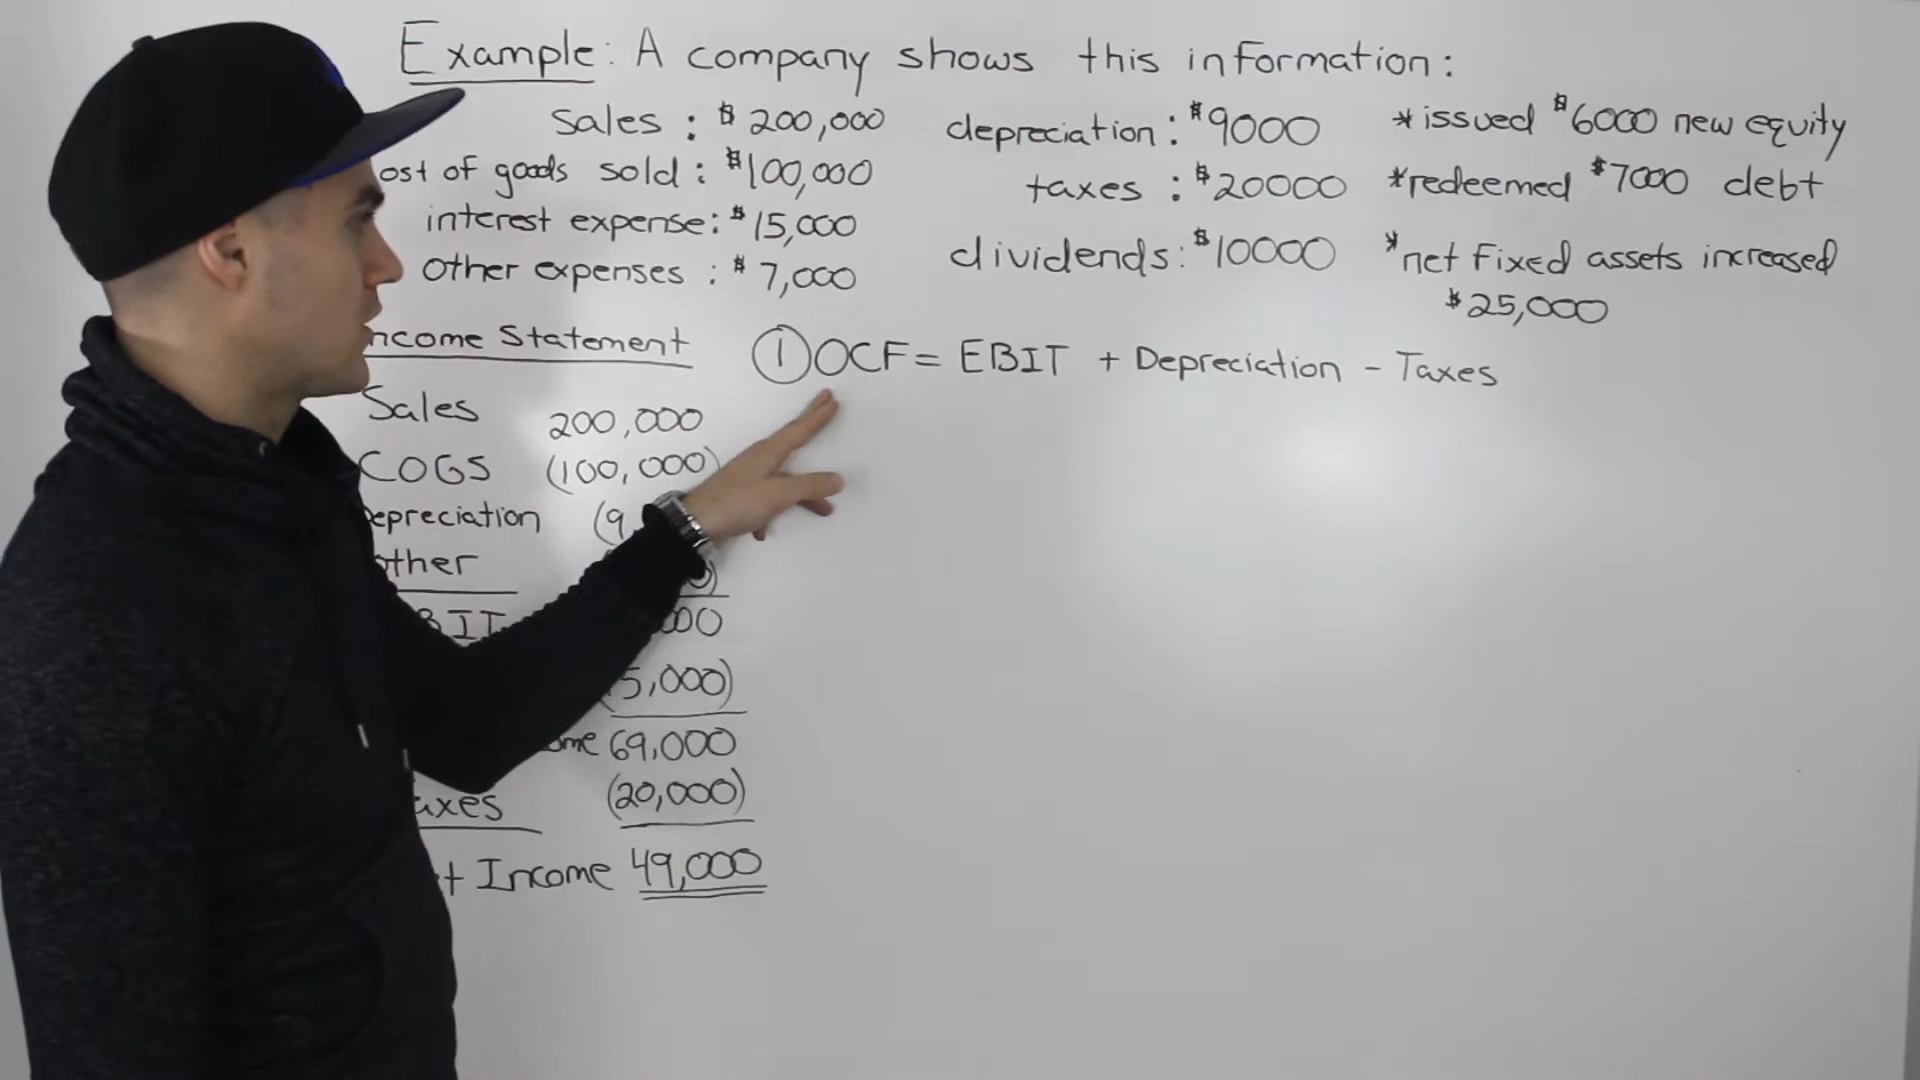 Example: A company shows this information:
sales : $ 200,000
ost of goods sold : $100,000
interest expense: $15,000
other expenses : $ 7,000
depreciation : $9000
taxes : $20000
dividends: $10000
*issued $6000 new equity
*redeemed $7000 debt
*net fixed assets increased
$25,000
ncome Statement
Sales 200,000
COGS (100,000)
epreciation (9,
ther 0)
BIT 000
5,000)
ome 69,000
axes (20,000)
t Income 49,000
① OCF = EBIT + Depreciation - Taxes